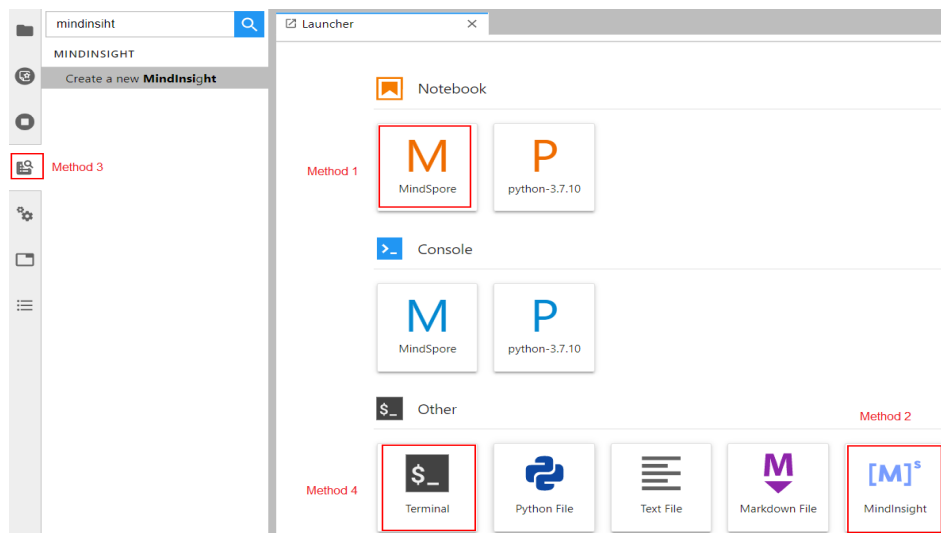 mindinsiht
Launcher
MINDINSIGHT
Create a new MindInsight
Method 3
Notebook
Method 1
M
MindSpore
P
python-3.7.10
>_ Console
M
MindSpore
P
python-3.7.10
$_ Other
Method 2
Method 4
$_
Terminal
Python File
Text File
M
Markdown File
[M]s
MindInsight